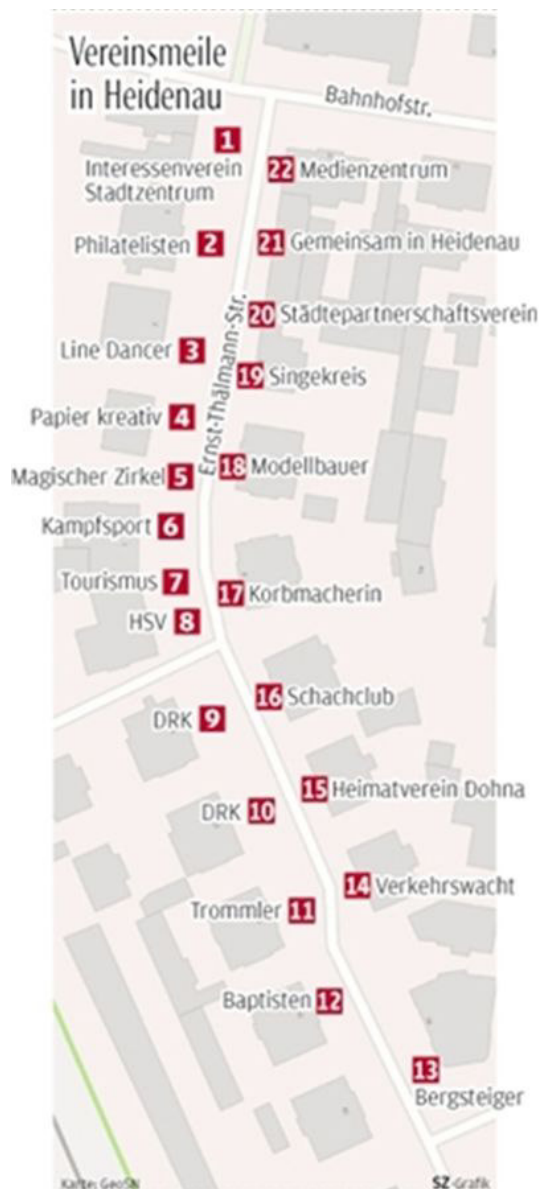 Vereinsmeile
in Heidenau
Bahnhofstr.
1
Interessenverein
Stadtzentrum
22 Medienzentrum
Philatelisten 2
21 Gemeinsam in Heidenau
20 Städtepartnerschaftsverein
Line Dancer 3
19 Singekreis
Ernst-Thälmann-Str.
Papier kreativ 4
18 Modellbauer
Magischer Zirkel 5
Kampfsport 6
Tourismus 7
17 Korbmacherin
HSV 8
16 Schachclub
DRK 9
15 Heimatverein Dohna
DRK 10
14 Verkehrswacht
Trommler 11
Baptisten 12
13
Bergsteiger
Karte: GeoSN
SZ-Grafik